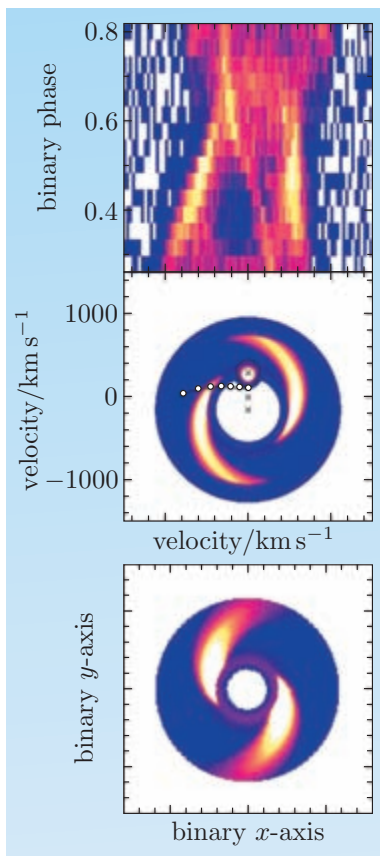 0.8
0.6
0.4
binary phase
1000
0
−1000
velocity/km s⁻¹
velocity/km s⁻¹
binary y-axis
binary x-axis